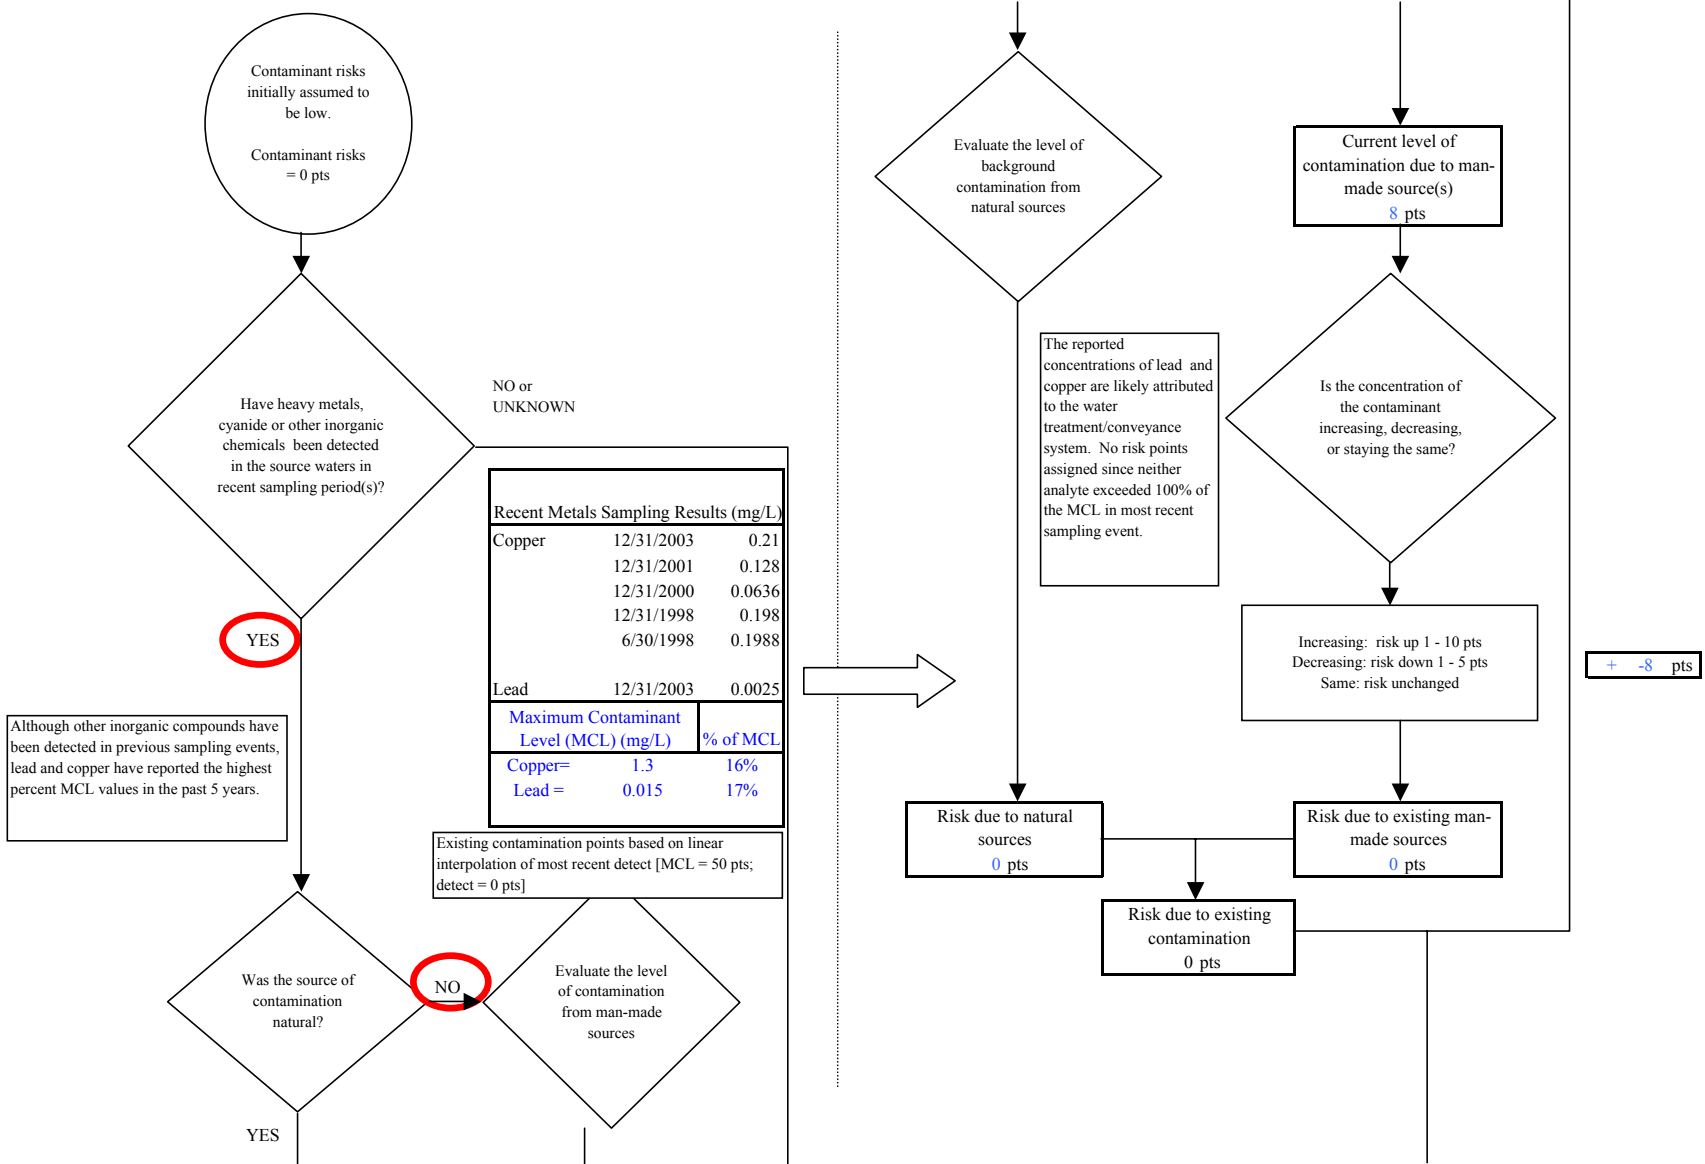 Contaminant risks
initially assumed to
be low.
Contaminant risks
= 0 pts
Have heavy metals,
cyanide or other inorganic
chemicals been detected
in the source waters in
recent sampling period(s)?
NO or
UNKNOWN
YES
Recent Metals Sampling Results (mg/L)
Copper 12/31/2003 0.21
12/31/2001 0.128
12/31/2000 0.0636
12/31/1998 0.198
6/30/1998 0.1988
Lead 12/31/2003 0.0025
Maximum Contaminant
Level (MCL) (mg/L) % of MCL
Copper= 1.3 16%
Lead = 0.015 17%
Although other inorganic compounds have
been detected in previous sampling events,
lead and copper have reported the highest
percent MCL values in the past 5 years.
Existing contamination points based on linear
interpolation of most recent detect [MCL = 50 pts;
detect = 0 pts]
Was the source of
contamination
natural?
NO
Evaluate the level
of contamination
from man-made
sources
YES
Evaluate the level of
background
contamination from
natural sources
Current level of
contamination due to man-
made source(s)
8 pts
The reported
concentrations of lead and
copper are likely attributed
to the water
treatment/conveyance
system. No risk points
assigned since neither
analyte exceeded 100% of
the MCL in most recent
sampling event.
Is the concentration of
the contaminant
increasing, decreasing,
or staying the same?
Increasing: risk up 1 - 10 pts
Decreasing: risk down 1 - 5 pts
Same: risk unchanged
+ -8 pts
Risk due to natural
sources
0 pts
Risk due to existing man-
made sources
0 pts
Risk due to existing
contamination
0 pts